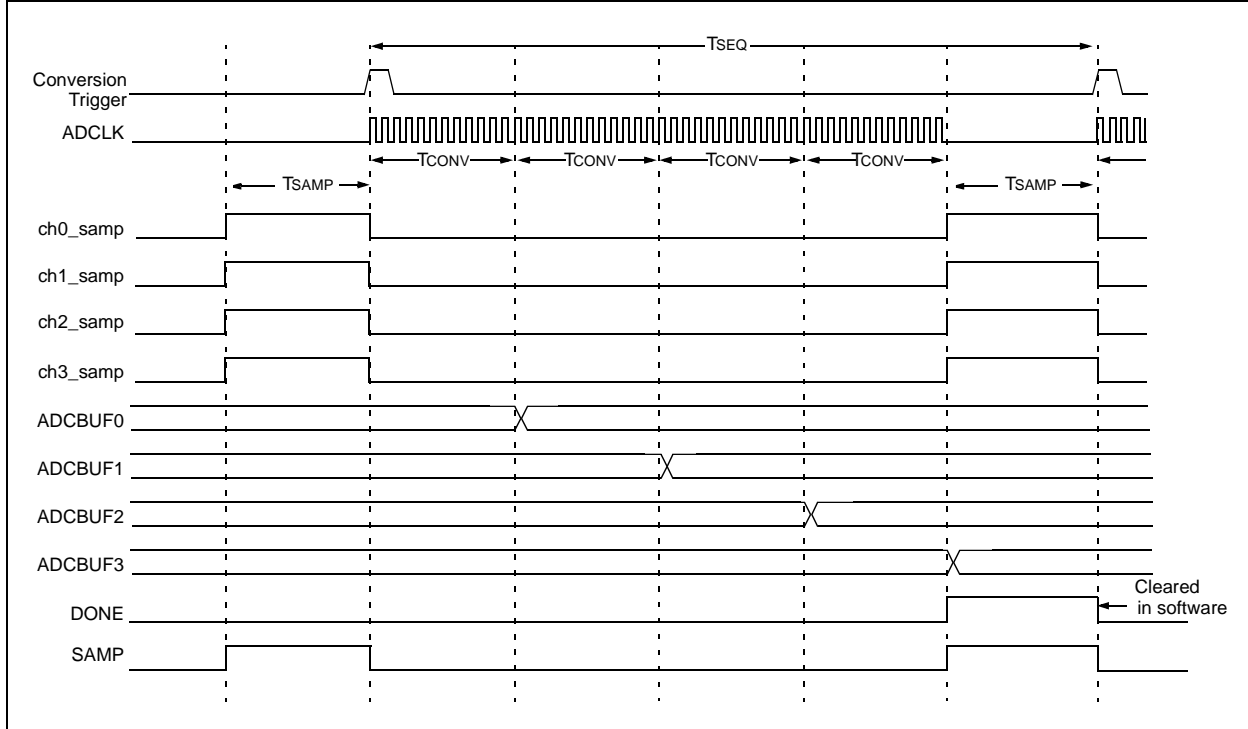 TSEQ
Conversion
Trigger
ADCLK
TCONV TCONV TCONV TCONV
TSAMP TSAMP
ch0_samp
ch1_samp
ch2_samp
ch3_samp
ADCBUF0
ADCBUF1
ADCBUF2
ADCBUF3
Cleared
in software
DONE
SAMP